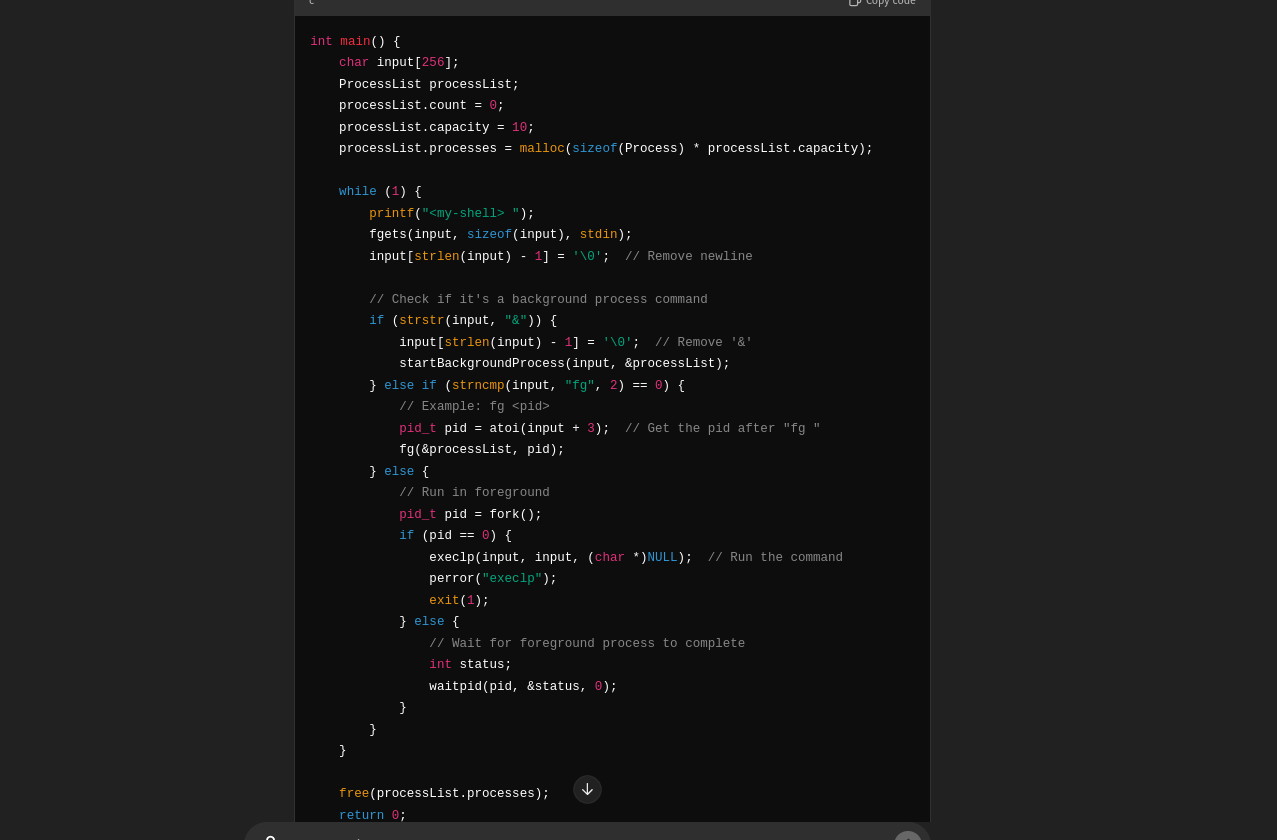 c Copy code
int main() {
    char input[256];
    ProcessList processList;
    processList.count = 0;
    processList.capacity = 10;
    processList.processes = malloc(sizeof(Process) * processList.capacity);

    while (1) {
        printf("<my-shell> ");
        fgets(input, sizeof(input), stdin);
        input[strlen(input) - 1] = '\0';  // Remove newline

        // Check if it's a background process command
        if (strstr(input, "&")) {
            input[strlen(input) - 1] = '\0';  // Remove '&'
            startBackgroundProcess(input, &processList);
        } else if (strncmp(input, "fg", 2) == 0) {
            // Example: fg <pid>
            pid_t pid = atoi(input + 3);  // Get the pid after "fg "
            fg(&processList, pid);
        } else {
            // Run in foreground
            pid_t pid = fork();
            if (pid == 0) {
                execlp(input, input, (char *)NULL);  // Run the command
                perror("execlp");
                exit(1);
            } else {
                // Wait for foreground process to complete
                int status;
                waitpid(pid, &status, 0);
            }
        }
    }

    free(processList.processes);
    return 0;